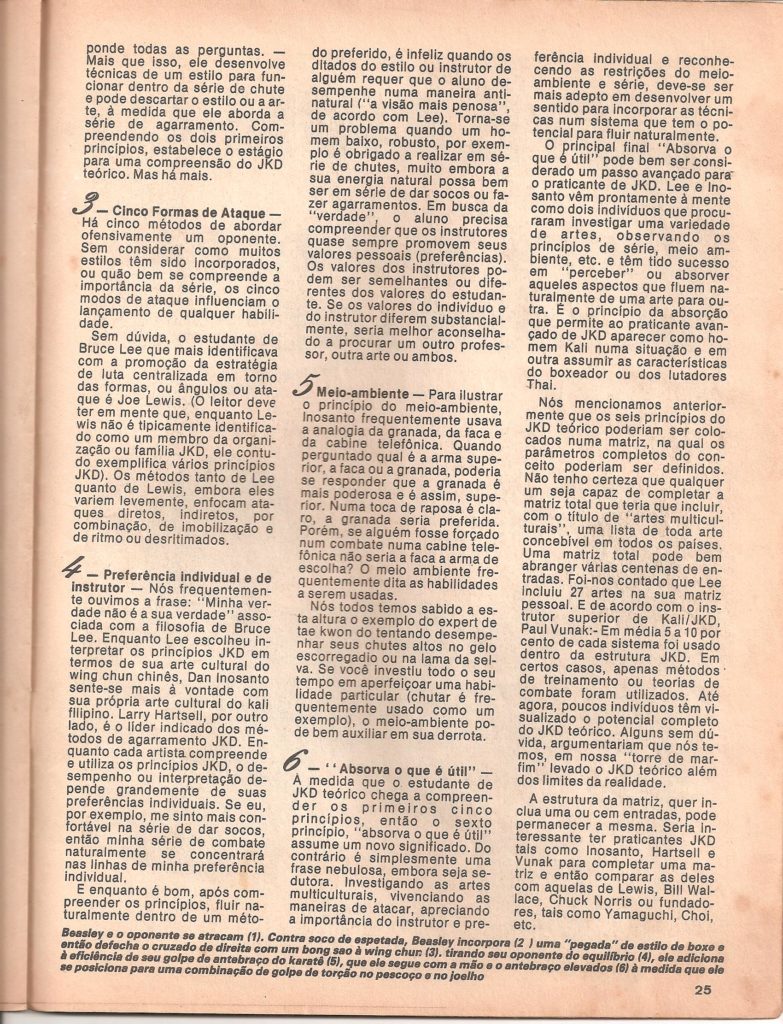 ponde todas as perguntas. —
Mais que isso, ele desenvolve
técnicas de um estilo para fun-
cionar dentro da série de chute
e pode descartar o estilo ou a ar-
te, à medida que ele aborda a
série de agarramento. Com-
preendendo os dois primeiros
princípios, estabelece o estágio
para uma compreensão do JKD
teórico. Mas há mais.
3 — Cinco Formas de Ataque —
Há cinco métodos de abordar
ofensivamente um oponente.
Sem considerar como muitos
estilos têm sido incorporados,
ou quão bem se compreende a
importância da série, os cinco
modos de ataque influenciam o
lançamento de qualquer habili-
dade.
Sem dúvida, o estudante de
Bruce Lee que mais identificava
com a promoção da estratégia
de luta centralizada em torno
das formas, ou ângulos ou ata-
que é Joe Lewis. (O leitor deve
ter em mente que, enquanto Le-
wis não é tipicamente identifica-
do como um membro da organi-
zação ou família JKD, ele contu-
do exemplifica vários princípios
JKD). Os métodos tanto de Lee
quanto de Lewis, embora eles
variem levemente, enfocam ata-
ques diretos, indiretos, por
combinação, de imobilização e
de ritmo ou desritimados.
4 — Preferência individual e de
instrutor — Nós frequentemen-
te ouvimos a frase: "Minha ver-
dade não é a sua verdade" asso-
ciada com a filosofia de Bruce
Lee. Enquanto Lee escolheu in-
terpretar os princípios JKD em
termos de sua arte cultural do
wing chun chinês, Dan Inosanto
sente-se mais à vontade com
sua própria arte cultural do kali
filipino. Larry Hartsell, por outro
lado, é o líder indicado dos mé-
todos de agarramento JKD. En-
quanto cada artista compreende
e utiliza os princípios JKD, o de-
sempenho ou interpretação de-
pende grandemente de suas
preferências individuais. Se eu,
por exemplo, me sinto mais con-
fortável na série de dar socos,
então minha série de combate
naturalmente se concentrará
nas linhas de minha preferência
individual.
E enquanto é bom, após com-
preender os princípios, fluir na-
turalmente dentro de um méto-
do preferido, é infeliz quando os
ditados do estilo ou instrutor de
alguém requer que o aluno de-
sempenhe numa maneira anti-
natural ("a visão mais penosa",
de acordo com Lee). Torna-se
um problema quando um ho-
mem baixo, robusto, por exem-
plo é obrigado a realizar em sé-
rie de chutes, muito embora a
sua energia natural possa bem
ser em série de dar socos ou fa-
zer agarramentos. Em busca da
"verdade", o aluno precisa
compreender que os instrutores
quase sempre promovem seus
valores pessoais (preferências).
Os valores dos instrutores po-
dem ser semelhantes ou di-
ferentes dos valores do estudan-
te. Se os valores do indivíduo e
do instrutor diferem substancial-
mente, seria melhor aconselha-
do a procurar um outro profes-
sor, outra arte ou ambos.
5 Meio-ambiente — Para ilustrar
o princípio do meio-ambiente,
Inosanto frequentemente usava
a analogia da granada, da faca e
da cabine telefônica. Quando
perguntado qual é a arma supe-
rior, a faca ou a granada, poderia
se responder que a granada é
mais poderosa e é assim, supe-
rior. Numa toca de raposa é cla-
ro, a granada seria preferida.
Porém, se alguém fosse forçado
num combate numa cabine tele-
fônica não seria a faca a arma de
escolha? O meio ambiente fre-
quentemente dita as habilidades
a serem usadas.
Nós todos temos sabido a es-
ta altura o exemplo do expert de
tae kwon do tentando desempe-
nhar seus chutes altos no gelo
escorregadio ou na lama da sel-
va. Se você investiu todo o seu
tempo em aperfeiçoar uma ha-
bilidade particular (chutar é fre-
quentemente usado como um
exemplo), o meio-ambiente po-
de bem auxiliar em sua derrota.
6 — ''Absorva o que é útil" —
À medida que o estudante de
JKD teórico chega a compreen-
der os primeiros cinco
princípios, então o sexto
princípio, "absorva o que é útil"
assume um novo significado. Do
contrário é simplesmente uma
frase nebulosa, embora seja se-
dutora. Investigando as artes
multiculturais, vivenciando as
maneiras de atacar, apreciando
a importância do instrutor e pre-
ferência individual e reconhe-
cendo as restrições do meio-
ambiente e série, deve-se ser
mais adepto em desenvolver um
sentido para incorporar as técni-
cas num sistema que tem o po-
tencial para fluir naturalmente.
O principal final "Absorva o
que é útil" pode bem ser consi-
derado um passo avançado para
o praticante de JKD. Lee e Ino-
santo vêm prontamente à mente
como dois indivíduos que procu-
raram investigar uma variedade
de artes, observando os
princípios de série, meio am-
biente, etc. e têm tido sucesso
em "perceber" ou absorver
aqueles aspectos que fluem na-
turalmente de uma arte para ou-
tra. É o princípio da absorção
que permite ao praticante avan-
çado de JKD aparecer como ho-
mem Kali numa situação e em
outra assumir as características
do boxeador ou dos lutadores
Thai.
Nós mencionamos anterior-
mente que os seis princípios do
JKD teórico poderiam ser colo-
cados numa matriz, na qual os
parâmetros completos do con-
ceito poderiam ser definidos.
Não tenho certeza que qualquer
um seja capaz de completar a
matriz total que teria que incluir,
com o título de "artes multicul-
turais", uma lista de toda arte
concebível em todos os países.
Uma matriz total pode bem
abranger várias centenas de en-
tradas. Foi-nos contado que Lee
incluiu 27 artes na sua matriz
pessoal. E de acordo com o ins-
trutor superior de Kali/JKD,
Paul Vunak:- Em média 5 a 10 por
cento de cada sistema foi usado
dentro da estrutura JKD. Em
certos casos, apenas métodos
de treinamento ou teorias de
combate foram utilizados. Até
agora, poucos indivíduos têm vi-
sualizado o potencial completo
do JKD teórico. Alguns sem dú-
vida, argumentariam que nós te-
mos, em nossa "torre de mar-
fim" levado o JKD teórico além
dos limites da realidade.
A estrutura da matriz, quer in-
clua uma ou cem entradas, pode
permanecer a mesma. Seria in-
teressante ter praticantes JKD
tais como Inosanto, Hartsell e
Vunak para completar uma ma-
triz e então comparar as deles
com aquelas de Lewis, Bill Wal-
lace, Chuck Norris ou fundado-
res, tais como Yamaguchi, Choi,
etc.
Beasley e o oponente se atracam (1). Contra soco de espetada, Beasley incorpora (2 ) uma "pegada" de estilo de boxe e
então defecha o cruzado de direita com um bong sao à wing chun (3). tirando seu oponente do equilíbrio (4), ele adiciona
à eficiência de seu golpe de antebraço do karatê (5), que ele segue com a mão e o antebraço elevados (6) à medida que ele
se posiciona para uma combinação de golpe de torção no pescoço e no joelho
25